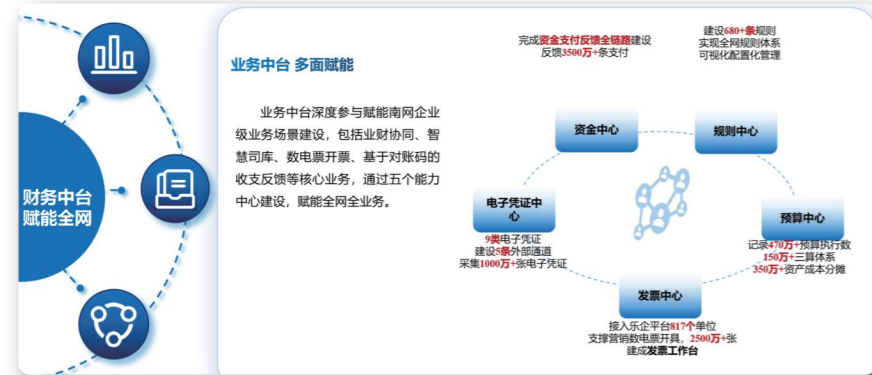 财务中台
赋能全网
业务中台 多面赋能
业务中台深度参与赋能南网企业
级业务场景建设，包括业财协同、智
慧司库、数电票开票、基于对账码的
收支反馈等核心业务，通过五个能力
中心建设，赋能全网全业务。
完成资金支付反馈全链路建设
反馈3500万+条支付
建设680+条规则
实现全网规则体系
可视化配置化管理
资金中心
规则中心
电子凭证中
心
9类电子凭证
建设5条外部通道
采集1000万+张电子凭证
预算中心
记录470万+预算执行数
150万+三算体系
350万+资产成本分摊
发票中心
接入乐企平台817个单位
支撑营销数电票开具，2500万+张
建成发票工作台